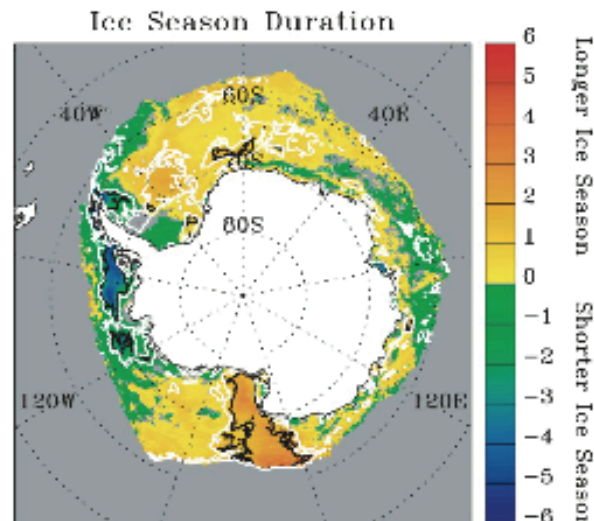 Ice Season Duration
60S
40W
40E
80S
120W
120E
6
5
4
3
2
1
0
-1
-2
-3
-4
-5
-6
Longer Ice Season
Shorter Ice Season